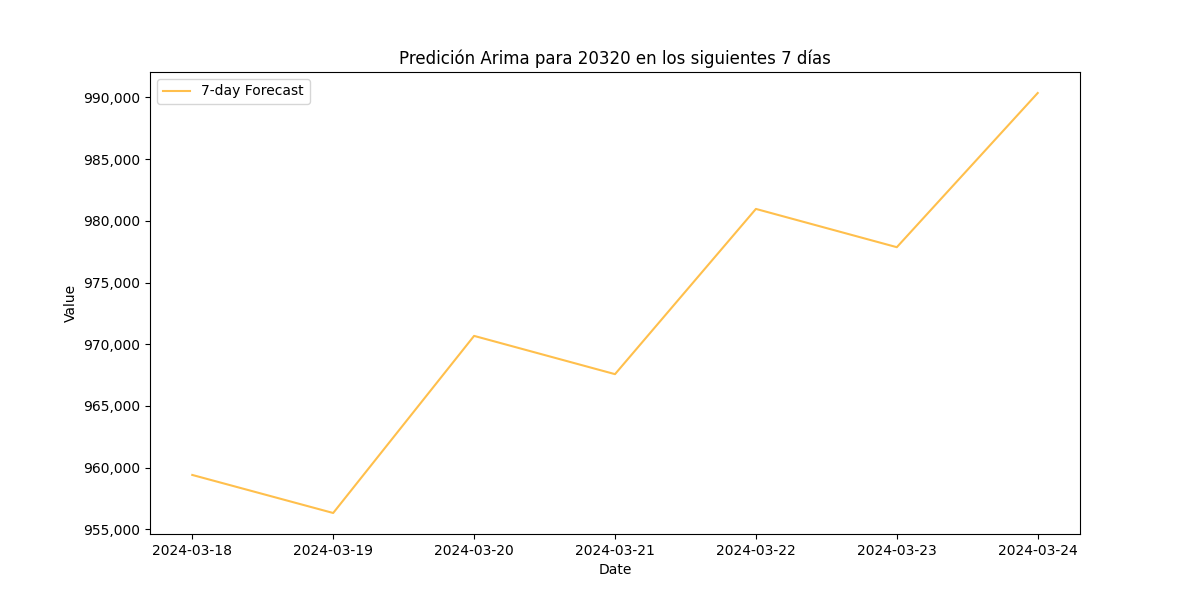 Predición Arima para 20320 en los siguientes 7 días
7-day Forecast
990,000
985,000
980,000
975,000
970,000
965,000
960,000
955,000
Value
2024-03-18 2024-03-19 2024-03-20 2024-03-21 2024-03-22 2024-03-23 2024-03-24
Date